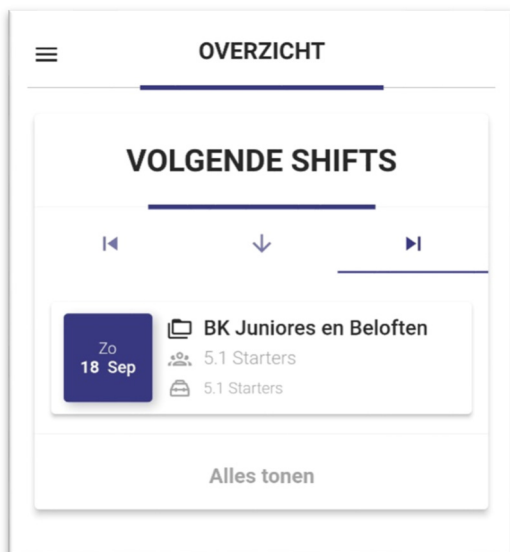 OVERZICHT
VOLGENDE SHIFTS
Zo
18 Sep
BK Juniores en Beloften
5.1 Starters
5.1 Starters
Alles tonen